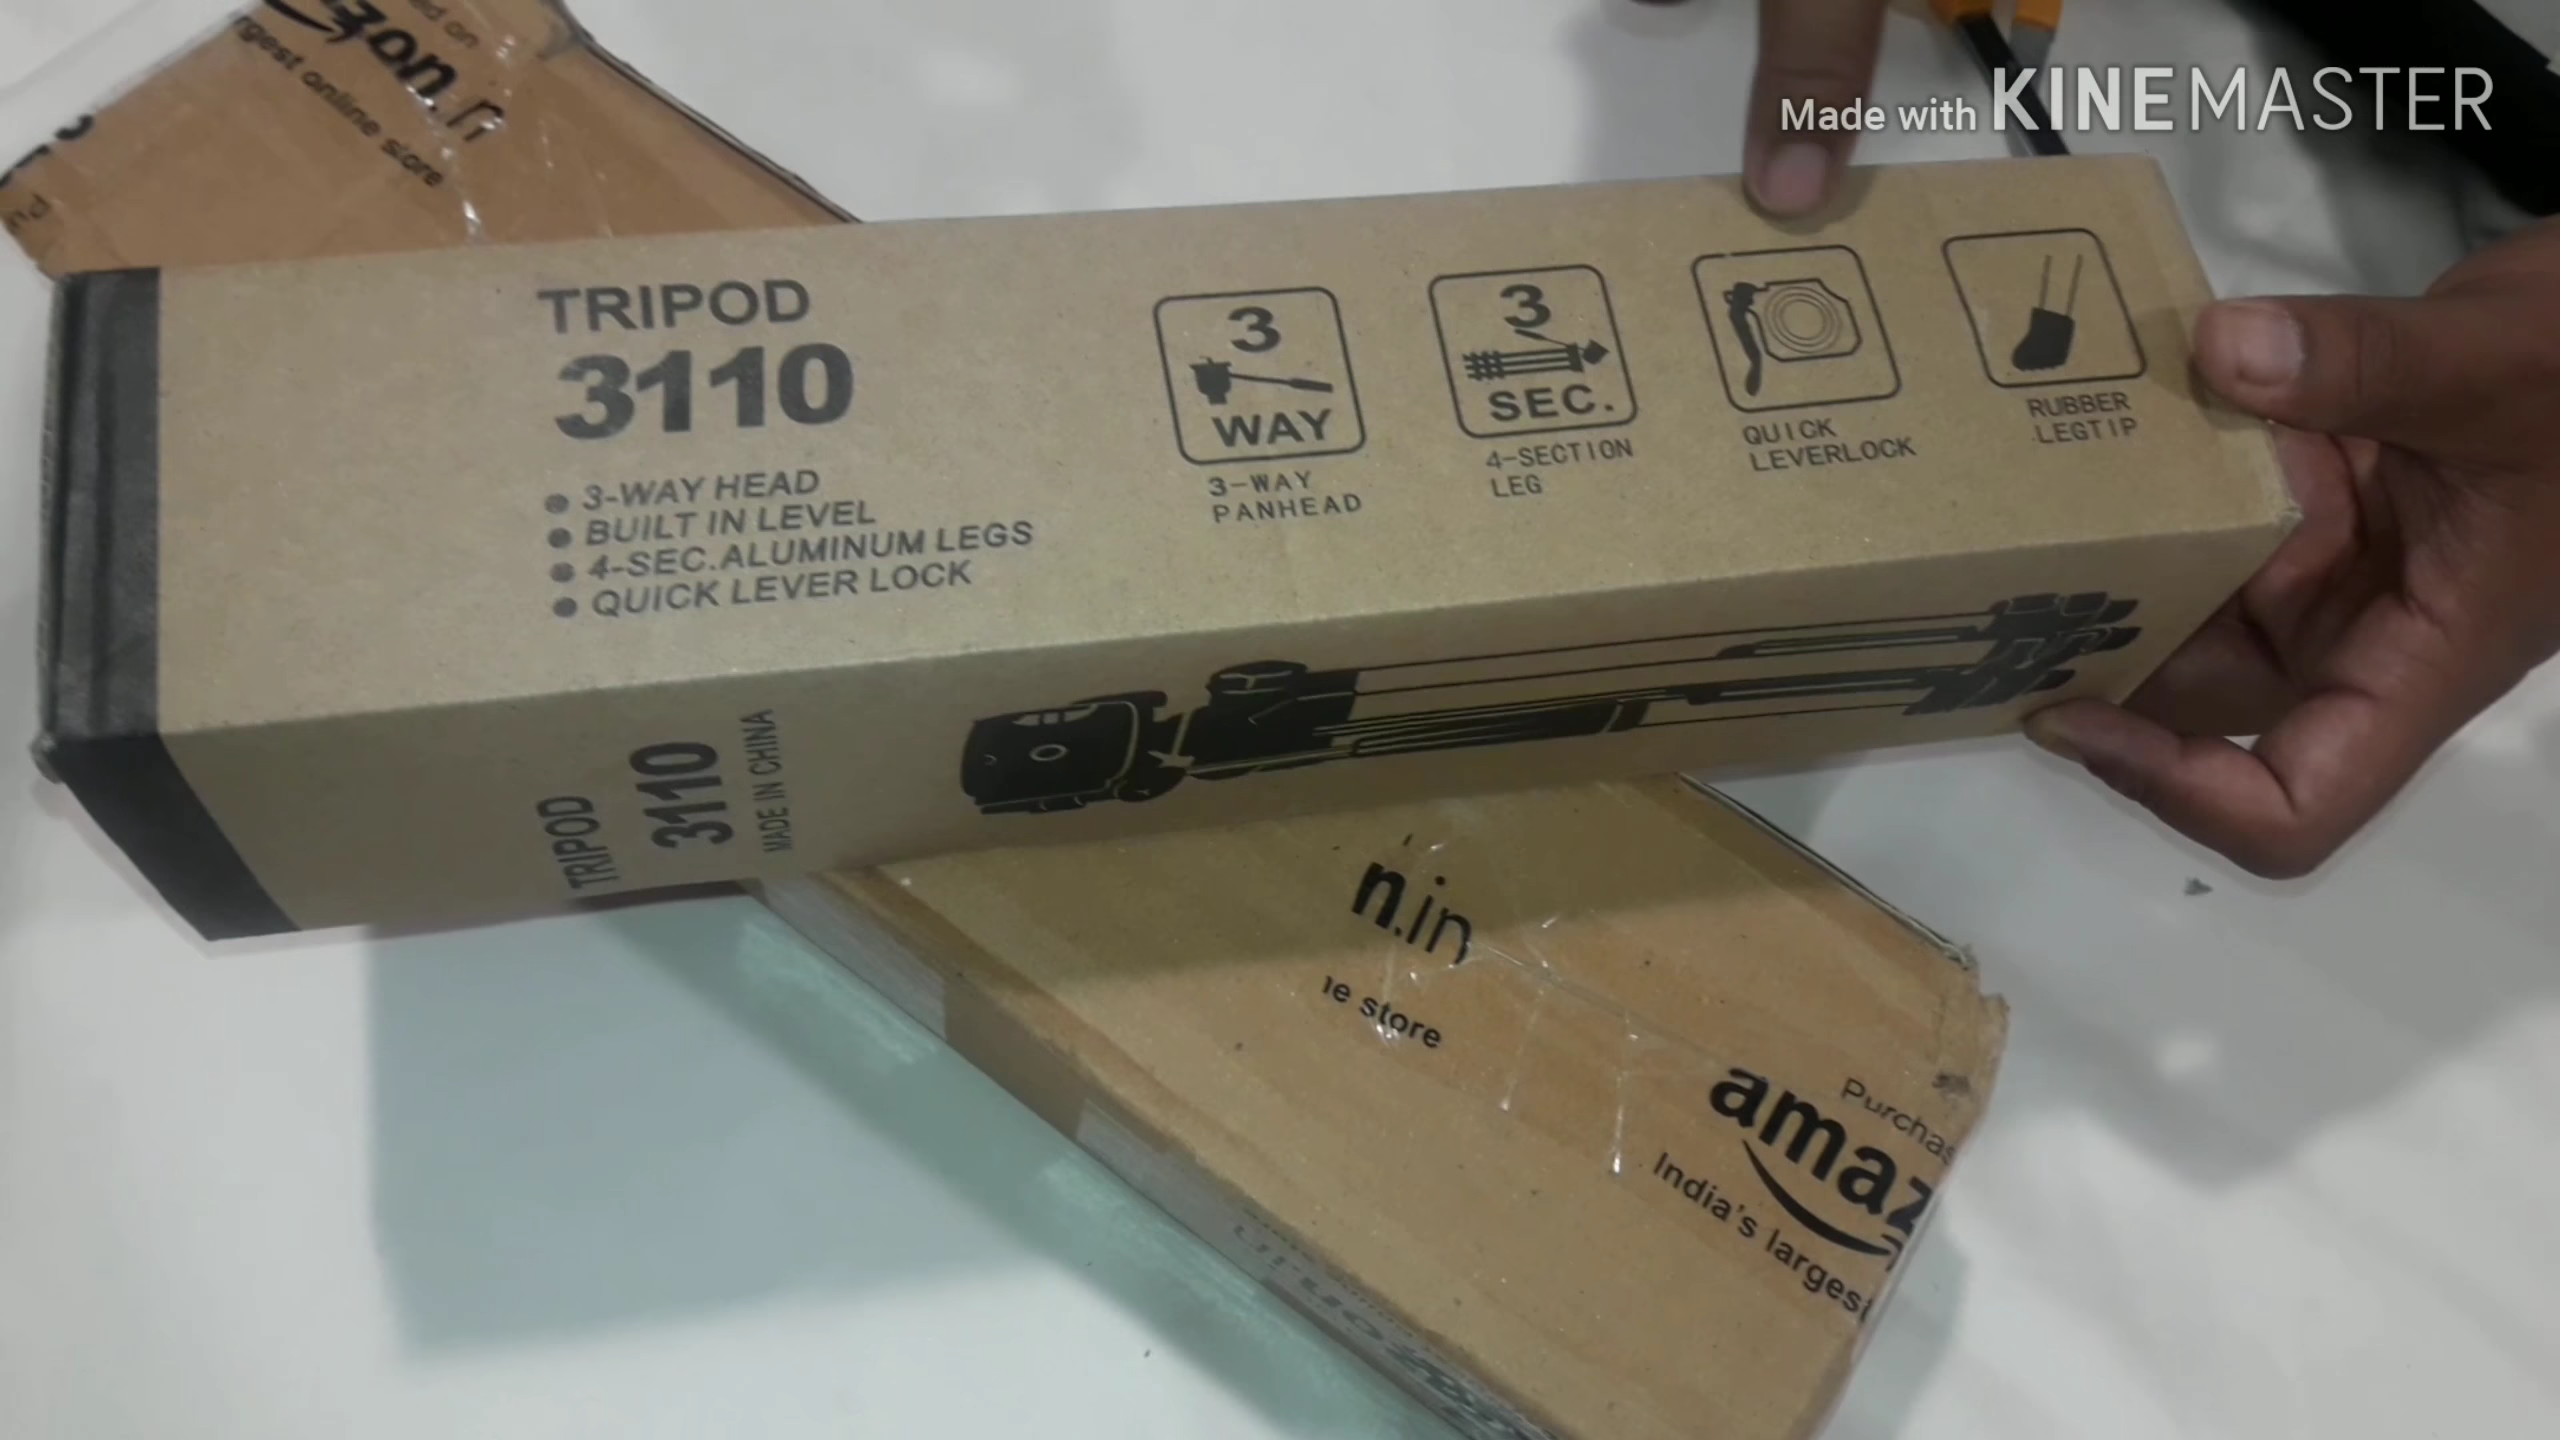 Made with KINEMASTER
zon.in
online store
TRIPOD
3110
3-WAY HEAD
BUILT IN LEVEL
4-SEC.ALUMINUM LEGS
QUICK LEVER LOCK
3
WAY
3-WAY
PANHEAD
3
SEC.
4-SECTION
LEG
QUICK
LEVERLOCK
RUBBER
LEGTIP
TRIPOD
3110
MADE IN CHINA
n.in
store
amaz
India's largest